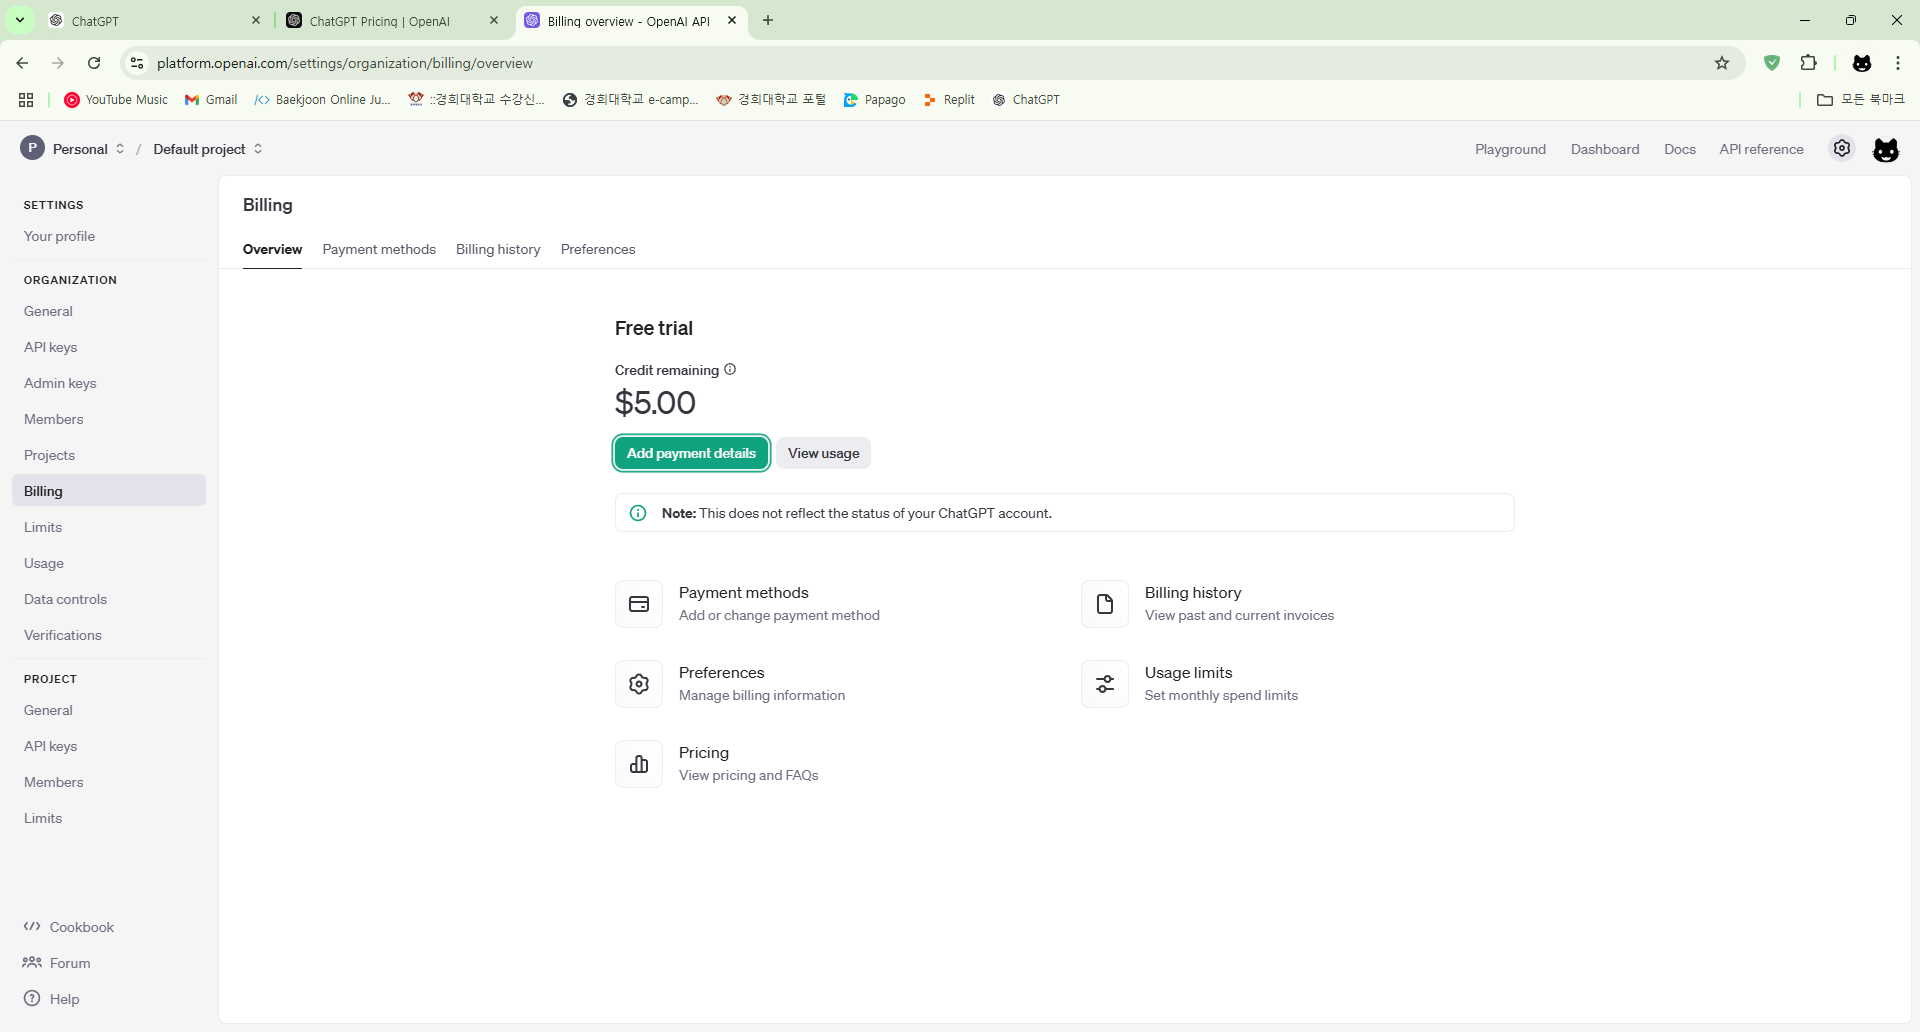 ChatGPT
ChatGPT Pricing | OpenAI
Billing overview - OpenAI API
platform.openai.com/settings/organization/billing/overview
YouTube Music
Gmail
Baekjoon Online Ju...
::경희대학교 수강신...
경희대학교 e-camp...
경희대학교 포털
Papago
Replit
ChatGPT
모든 북마크
P Personal / Default project
Playground
Dashboard
Docs
API reference
SETTINGS
Your profile
ORGANIZATION
General
API keys
Admin keys
Members
Projects
Billing
Limits
Usage
Data controls
Verifications
PROJECT
General
API keys
Members
Limits
Cookbook
Forum
Help
Billing
Overview
Payment methods
Billing history
Preferences
Free trial
Credit remaining
$5.00
Add payment details
View usage
Note: This does not reflect the status of your ChatGPT account.
Payment methods
Add or change payment method
Billing history
View past and current invoices
Preferences
Manage billing information
Usage limits
Set monthly spend limits
Pricing
View pricing and FAQs